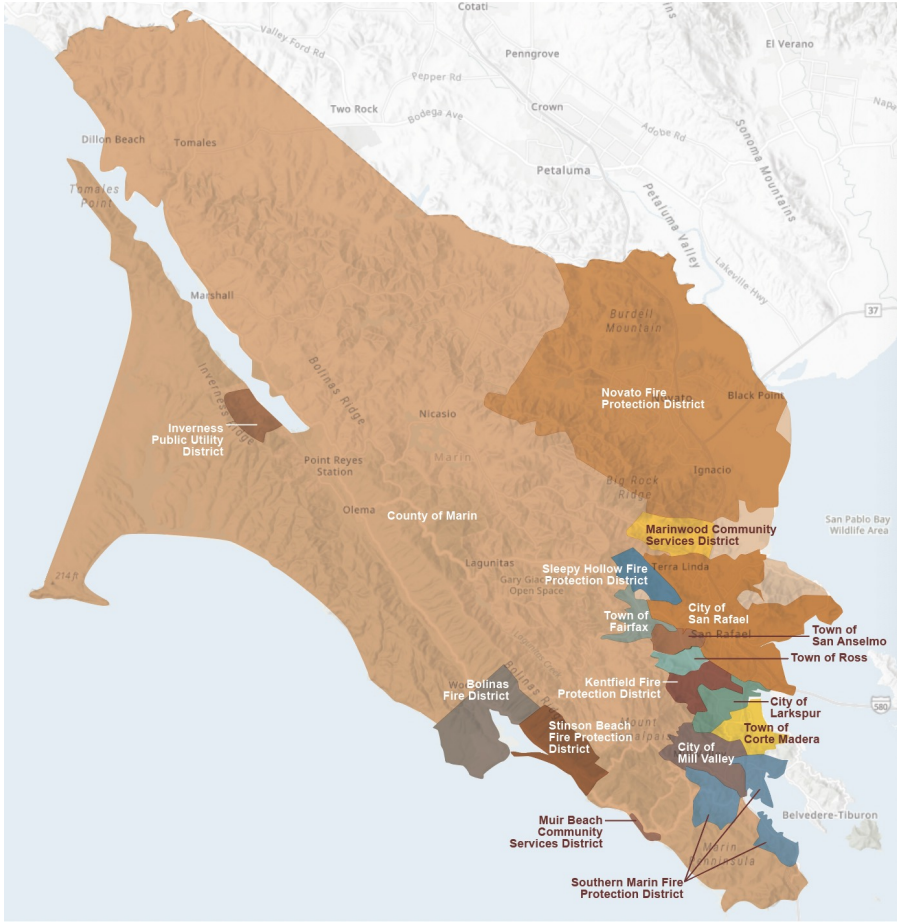 Cotati
Valley Ford Rd
El Verano
Penngrove
Pepper Rd
Two Rock
Crown
Bodega Ave
Adobe Rd
Napa
Sonoma Mountains
Dillon Beach
Tomales
Petaluma
Tomales
Point
Petaluma Valley
Lakeville Hwy
Marshall
37
Burdell
Mountain
Bolinas Ridge
Inverness Ridge
Novato Fire
Protection District
Novato
Black Point
Nicasio
Inverness
Public Utility
District
Marin
Point Reyes
Station
Ignacio
Big Rock
Ridge
Olema
County of Marin
San Pablo Bay
Wildlife Area
Marinwood Community
Services District
Lagunitas
Sleepy Hollow Fire
Protection District
Terra Linda
214 ft
Open Space
Town of
Fairfax
City of
San Rafael
San Rafael
Town of
San Anselmo
Town of Ross
Bolinas
Fire District
Kentfield Fire
Protection District
City of
Larkspur
580
Stinson Beach
Fire Protection
District
Mount
Town of
Corte Madera
City of
Mill Valley
Muir Beach
Community
Services District
Belvedere-Tiburon
Marin
Peninsula
Southern Marin Fire
Protection District